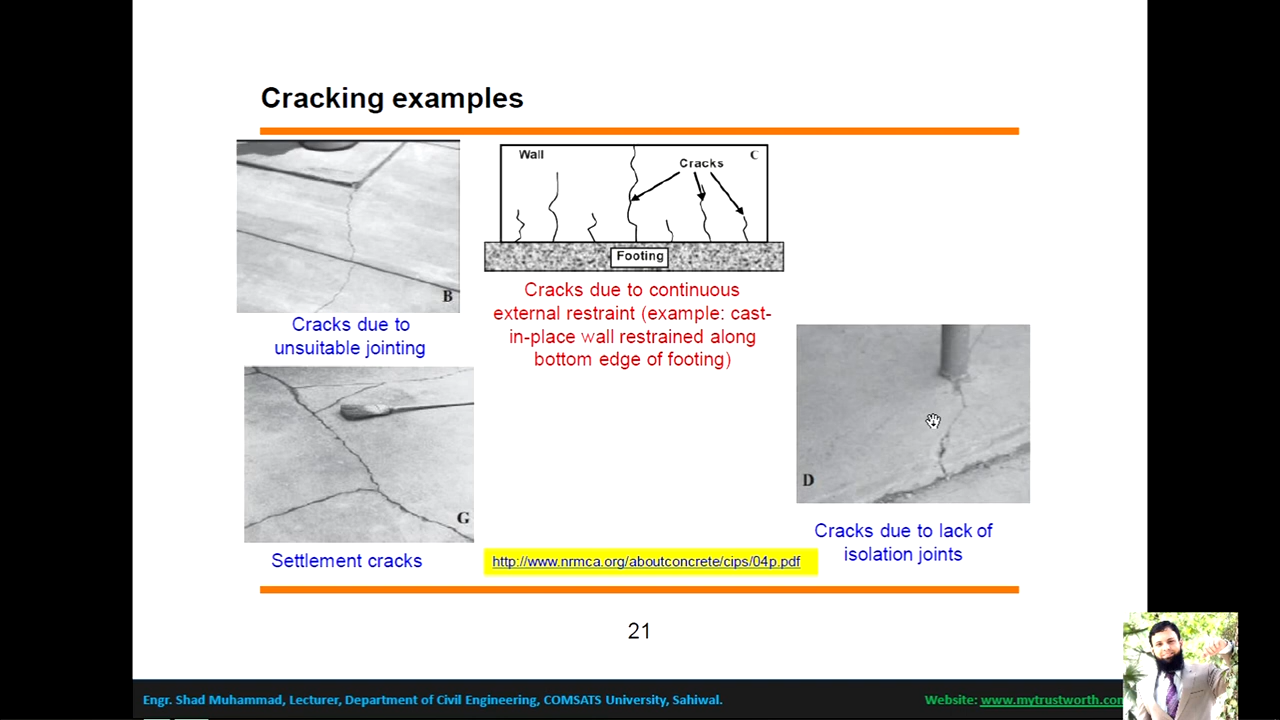 Cracking examples
B
Cracks due to
unsuitable jointing
Wall
C
Cracks
Footing
Cracks due to continuous
external restraint (example: cast-
in-place wall restrained along
bottom edge of footing)
G
Settlement cracks
D
Cracks due to lack of
isolation joints
http://www.nrmca.org/aboutconcrete/cips/04p.pdf
21
Engr. Shad Muhammad, Lecturer, Department of Civil Engineering, COMSATS University, Sahiwal.
Website: www.mytrustworth.com